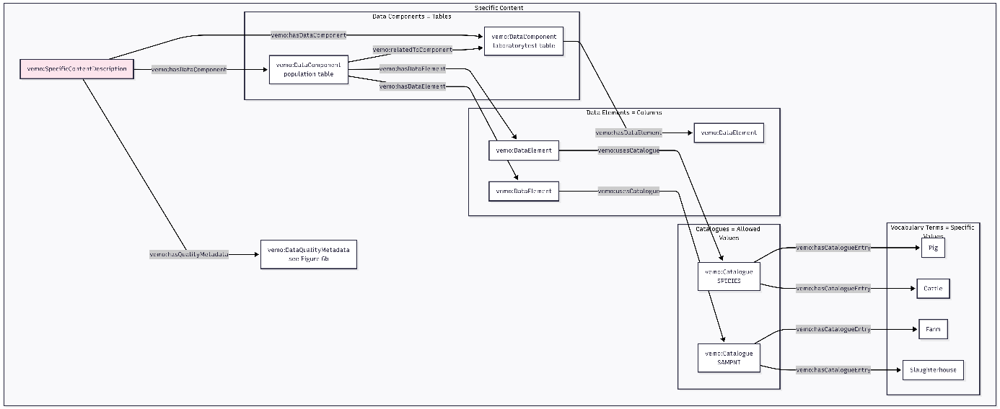 Specific Content
Data Components = Tables
vemo:hasDataComponent
vemo:DataComponent
laboratorytest table
vemo:relatedToComponent
vemo:SpecificContentDescription
vemo:hasDataComponent
vemo:DataComponent
population table
vemo:hasDataElement
vemo:hasDataElement
Data Elements = Columns
vemo:hasDataElement
vemo:DataElement
vemo:DataElement
vemo:usesCatalogue
vemo:DataElement
vemo:usesCatalogue
Catalogues = Allowed
Values
Vocabulary Terms = Specific
Values
vemo:hasQualityMetadata
vemo:DataQualityMetadata
see Figure 6b
vemo:hasCatalogueEntry
Pig
vemo:Catalogue
SPECIES
vemo:hasCatalogueEntry
Cattle
vemo:hasCatalogueEntry
Farm
vemo:Catalogue
SAMPNT
vemo:hasCatalogueEntry
Slaughterhouse